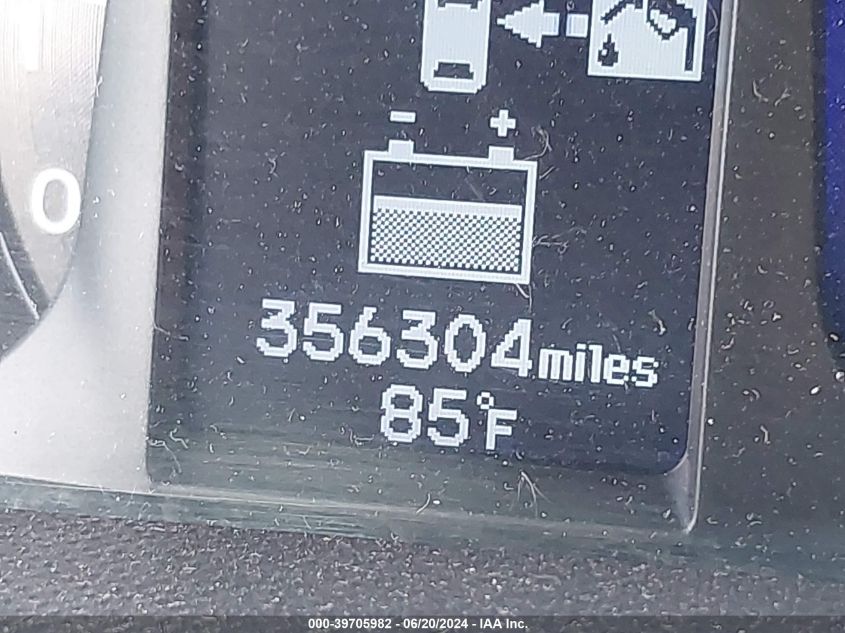 - +
0
356304miles
85°F
000-39705982 - 06/20/2024 - IAA Inc.